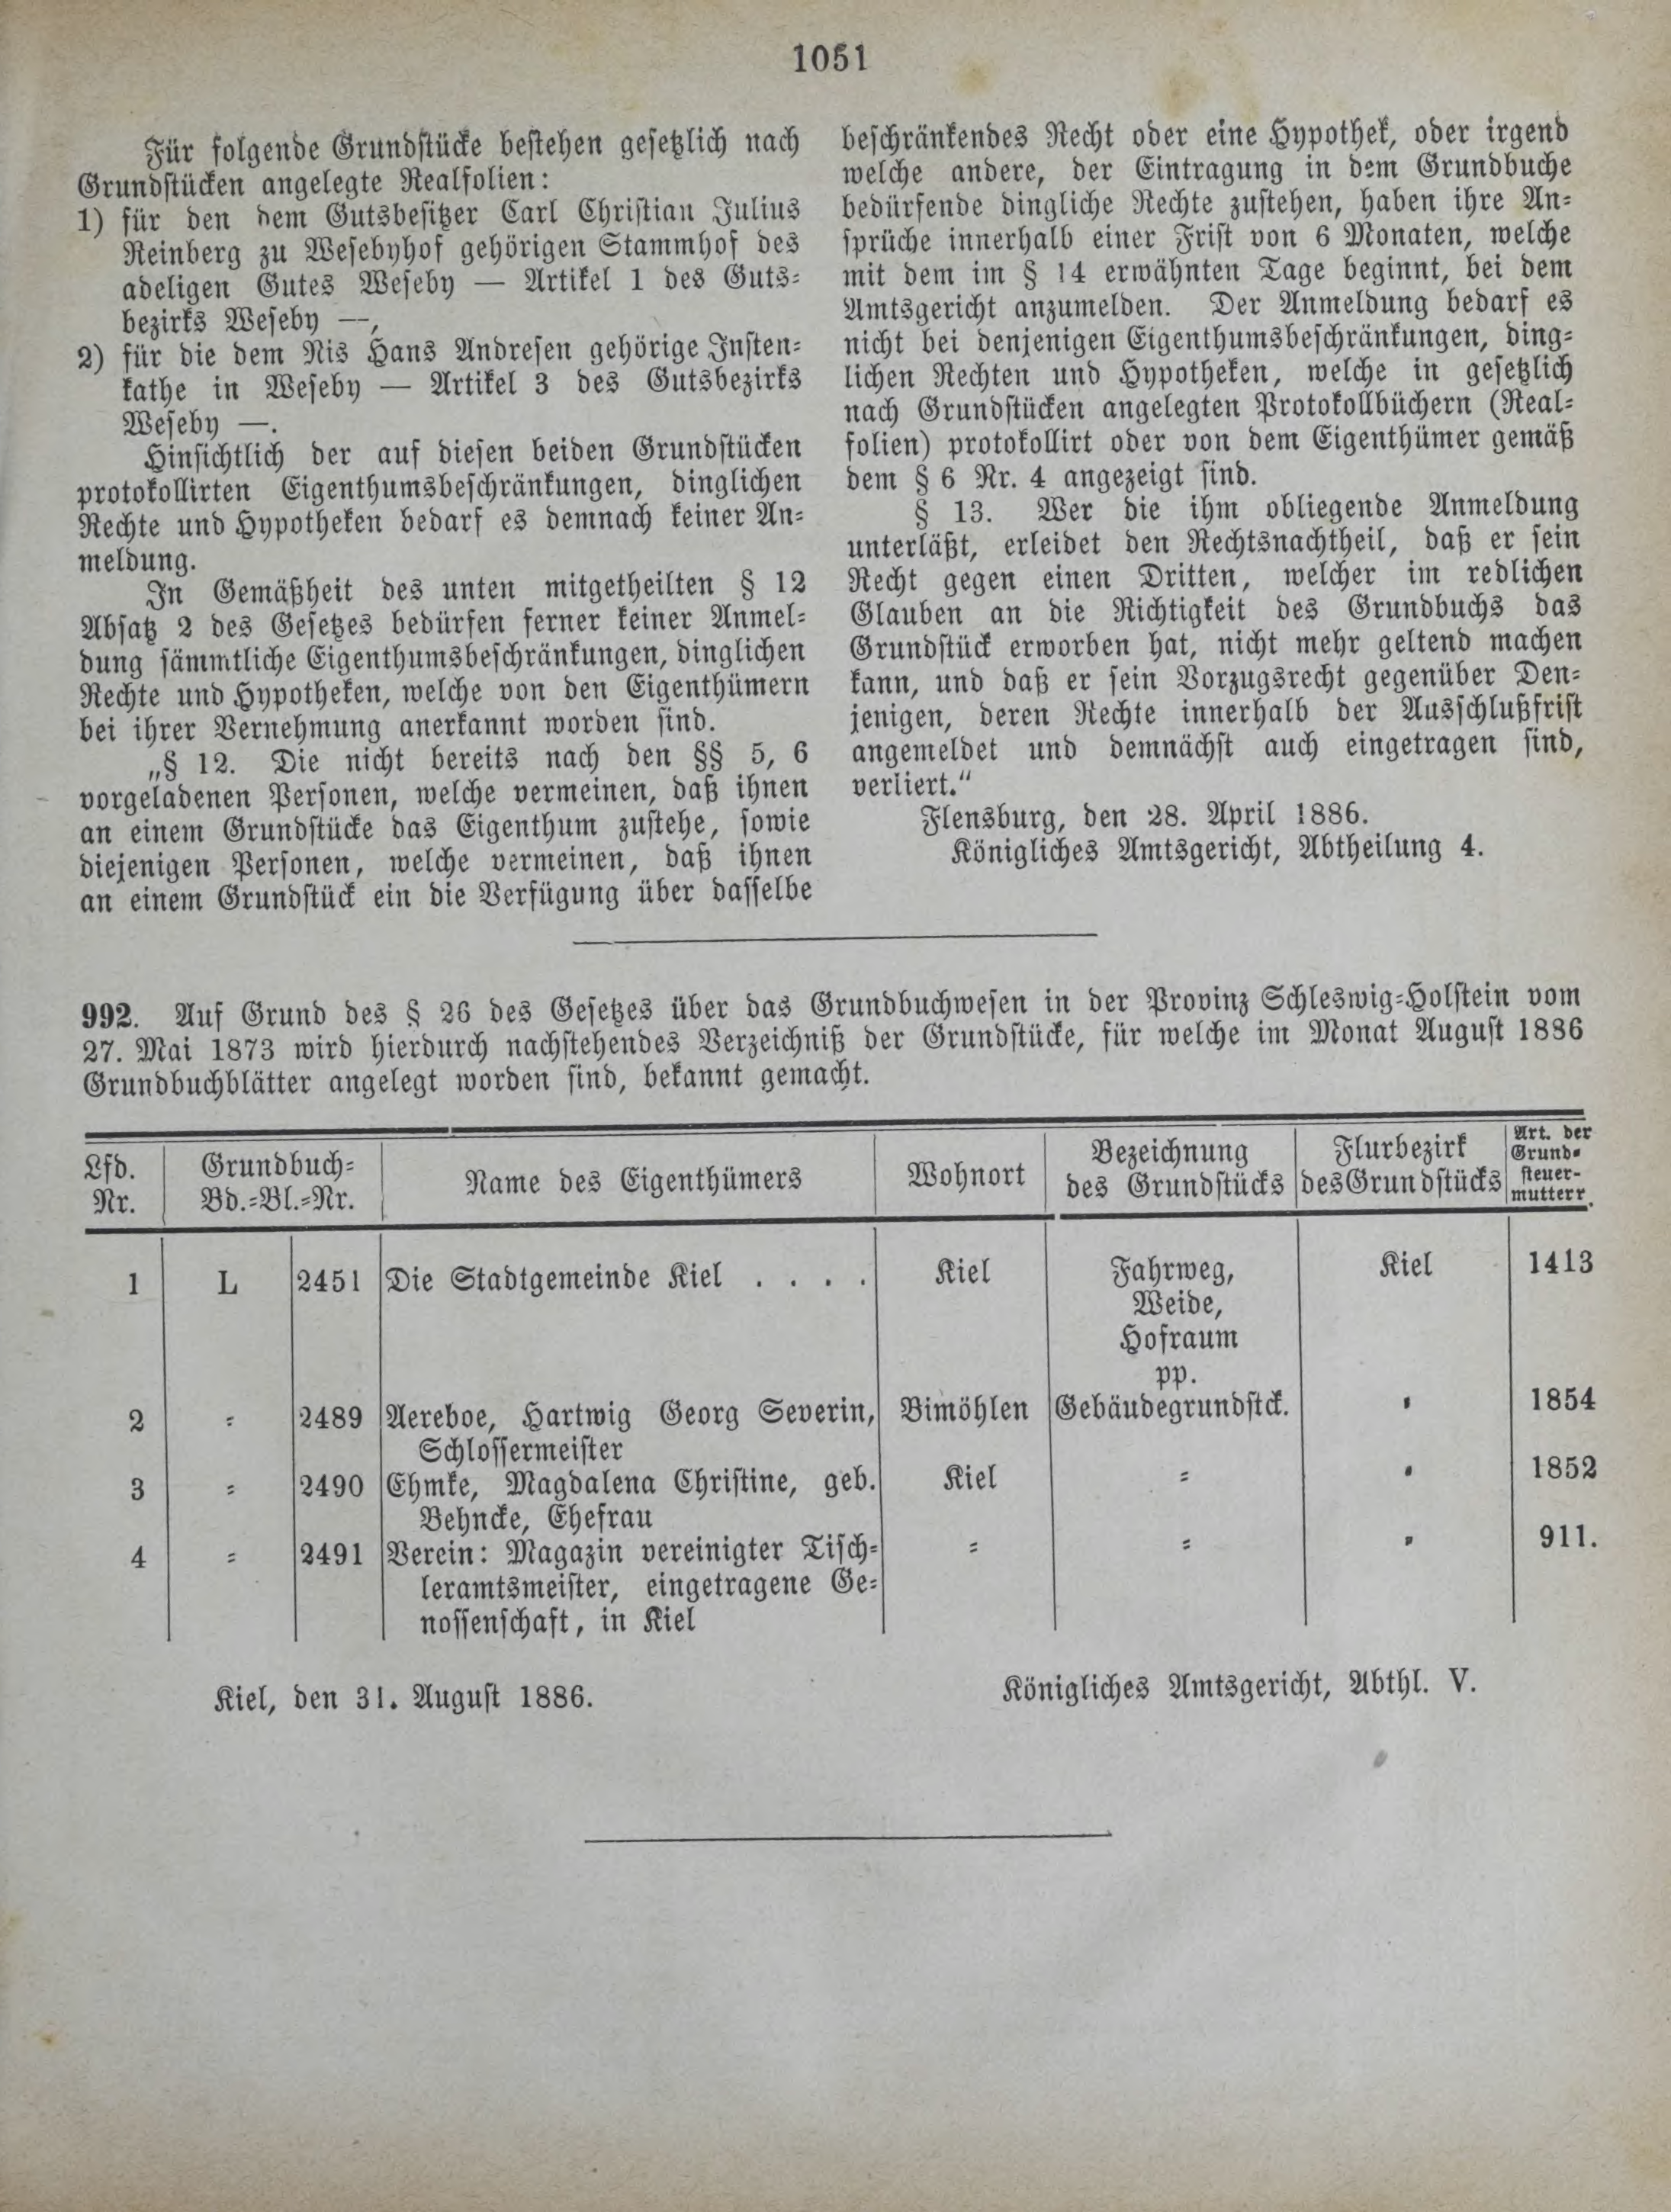 1051
Für folgende Grundstücke bestehen gesetzlich nach
Grundstücken angelegte Realfolien:
1) für den dem Gutsbesitzer Carl Christian Julius
Reinberg zu Wesebyhof gehörigen Stammhof des
adeligen Gutes Weseby — Artikel 1 des Guts-
bezirks Weseby —,
2) für die dem Nis Hans Andresen gehörige Insten-
kathe in Weseby — Artikel 3 des Gutsbezirks
Weseby —.
Hinsichtlich der auf diesen beiden Grundstücken
protokollirten Eigenthumsbeschränkungen, dinglichen
Rechte und Hypotheken bedarf es demnach keiner An-
meldung.
In Gemäßheit des unten mitgetheilten § 12
Absatz 2 des Gesetzes bedürfen ferner keiner Anmel-
dung sämmtliche Eigenthumsbeschränkungen, dinglichen
Rechte und Hypotheken, welche von den Eigenthümern
bei ihrer Vernehmung anerkannt worden sind.
„§ 12. Die nicht bereits nach den §§ 5, 6
vorgeladenen Personen, welche vermeinen, daß ihnen
an einem Grundstücke das Eigenthum zustehe, sowie
diejenigen Personen, welche vermeinen, daß ihnen
an einem Grundstück ein die Verfügung über dasselbe
beschränkendes Recht oder eine Hypothek, oder irgend
welche andere, der Eintragung in dem Grundbuche
bedürfende dingliche Rechte zustehen, haben ihre An-
sprüche innerhalb einer Frist von 6 Monaten, welche
mit dem im § 14 erwähnten Tage beginnt, bei dem
Amtsgericht anzumelden. Der Anmeldung bedarf es
nicht bei denjenigen Eigenthumsbeschränkungen, ding-
lichen Rechten und Hypotheken, welche in gesetzlich
nach Grundstücken angelegten Protokollbüchern (Real-
folien) protokollirt oder von dem Eigenthümer gemäß
dem § 6 Nr. 4 angezeigt sind.
§ 13. Wer die ihm obliegende Anmeldung
unterläßt, erleidet den Rechtsnachtheil, daß er sein
Recht gegen einen Dritten, welcher im redlichen
Glauben an die Richtigkeit des Grundbuchs das
Grundstück erworben hat, nicht mehr geltend machen
kann, und daß er sein Vorzugsrecht gegenüber Den-
jenigen, deren Rechte innerhalb der Ausschlußfrist
angemeldet und demnächst auch eingetragen sind,
verliert.“
Flensburg, den 28. April 1886.
Königliches Amtsgericht, Abtheilung 4.
992. Auf Grund des § 26 des Gesetzes über das Grundbuchwesen in der Provinz Schleswig-Holstein vom
27. Mai 1873 wird hierdurch nachstehendes Verzeichniß der Grundstücke, für welche im Monat August 1886
Grundbuchblätter angelegt worden sind, bekannt gemacht.
Lfd. Nr.
Grundbuch-
Bd.-Bl.-Nr.
Name des Eigenthümers
Wohnort
Bezeichnung
des Grundstücks
Flurbezirk
des Grundstücks
Art. der
Grund-
steuer-
mutterr.
1 L 2451 Die Stadtgemeinde Kiel . . . . Kiel Fahrweg, Kiel 1413
Weide,
Hofraum
pp.
2 = 2489 Aereboe, Hartwig Georg Severin, Bimöhlen Gebäudegrundstck. " 1854
Schlossermeister
3 = 2490 Ehmke, Magdalena Christine, geb. Kiel = " 1852
Behncke, Ehefrau
4 = 2491 Verein: Magazin vereinigter Tisch- = = " 911.
leramtsmeister, eingetragene Ge-
nossenschaft, in Kiel
Kiel, den 31. August 1886.
Königliches Amtsgericht, Abthl. V.